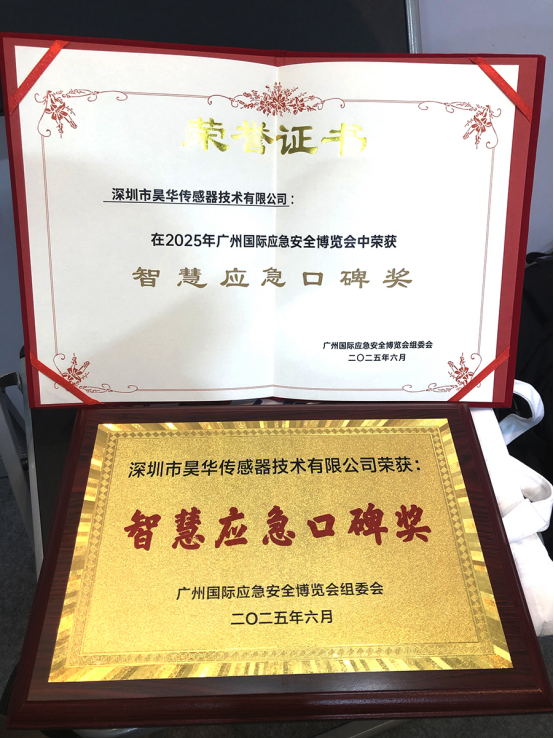 荣誉证书
深圳市昊华传感器技术有限公司：
在2025年广州国际应急安全博览会中荣获
智慧应急口碑奖
广州国际应急安全博览会组委会
二〇二五年六月
深圳市昊华传感器技术有限公司荣获：
智慧应急口碑奖
广州国际应急安全博览会组委会
二〇二五年六月